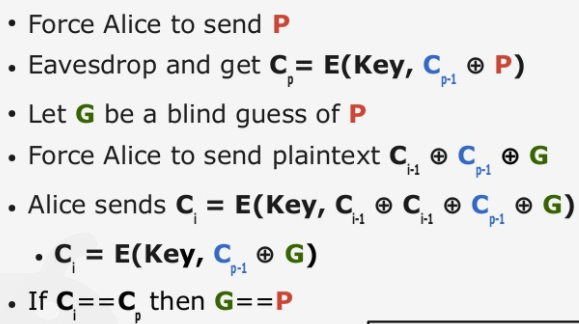 • Force Alice to send P
• Eavesdrop and get Cp= E(Key, Cp-1 ⊕ P)
• Let G be a blind guess of P
• Force Alice to send plaintext Ci-1 ⊕ Cp-1 ⊕ G
• Alice sends Ci = E(Key, Ci-1 ⊕ Ci-1 ⊕ Cp-1 ⊕ G)
• Ci = E(Key, Cp-1 ⊕ G)
• If Ci==Cp then G==P